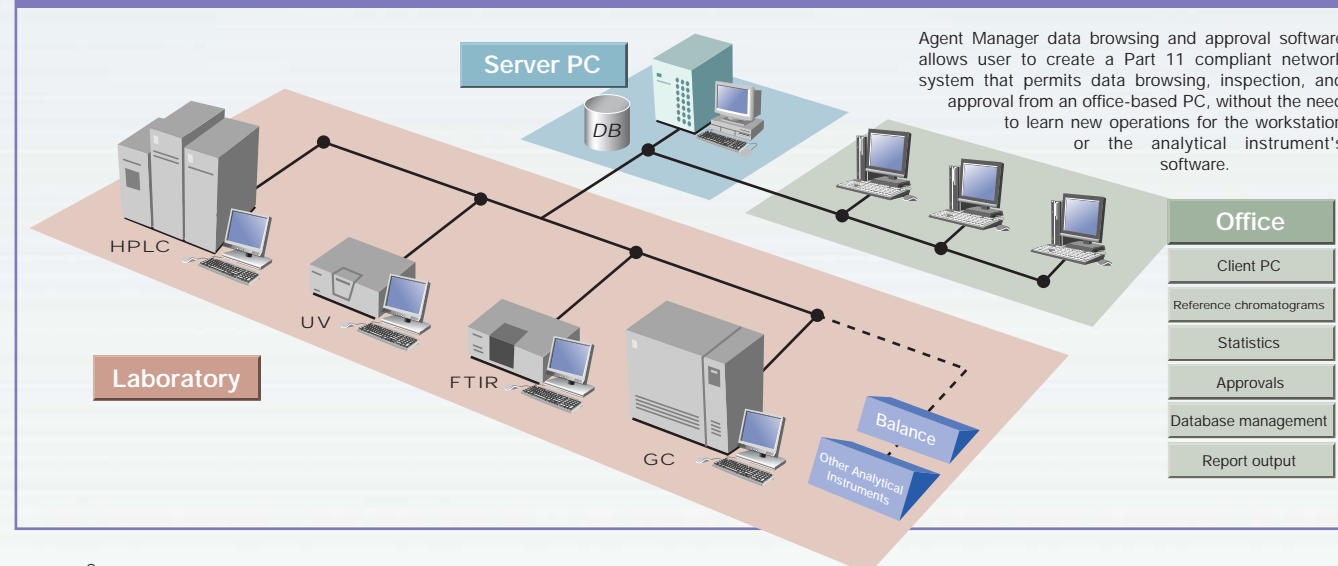 Agent Manager data browsing and approval software
allows user to create a Part 11 compliant network
system that permits data browsing, inspection, and
approval from an office-based PC, without the need
to learn new operations for the workstation
or the analytical instrument's
software.
Server PC
DB
HPLC
UV
FTIR
GC
Laboratory
Balance
Other Analytical
Instruments
Office
Client PC
Reference chromatograms
Statistics
Approvals
Database management
Report output